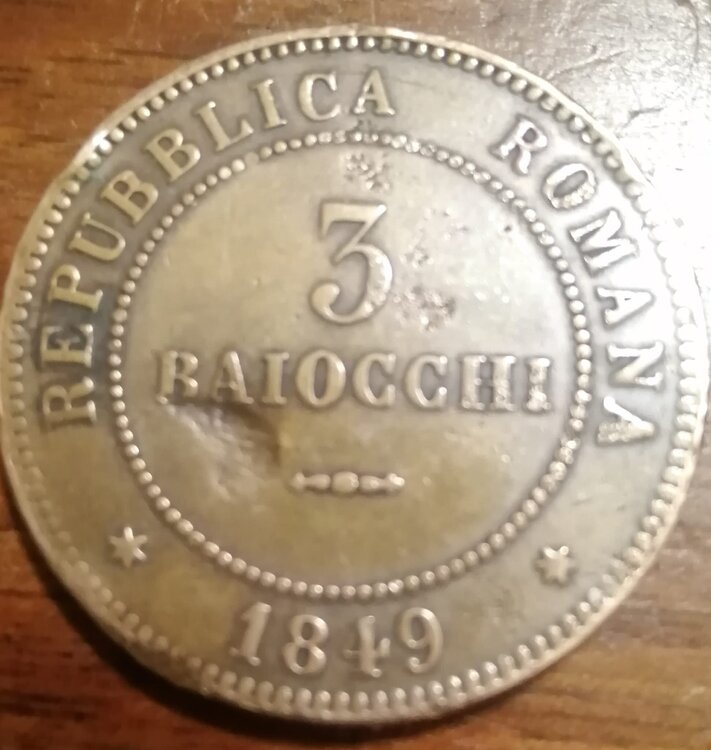 REPUBBLICA ROMANA
3
BAIOCCHI
1849